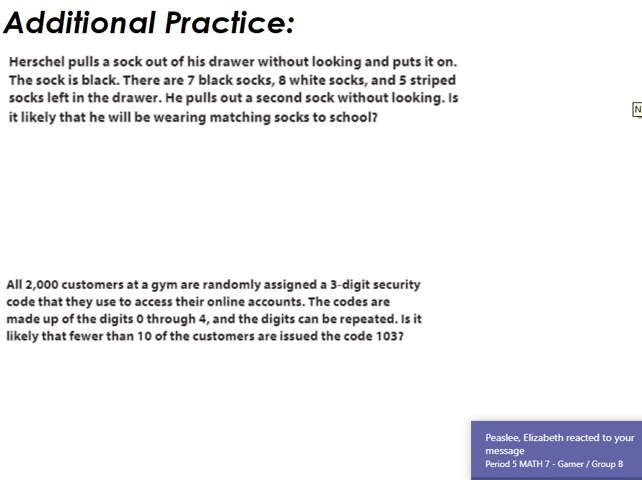 Additional Practice:
Herschel pulls a sock out of his drawer without looking and puts it on.
The sock is black. There are 7 black socks, 8 white socks, and 5 striped
socks left in the drawer. He pulls out a second sock without looking. Is
it likely that he will be wearing matching socks to school?
N
All 2,000 customers at a gym are randomly assigned a 3-digit security
code that they use to access their online accounts. The codes are
made up of the digits 0 through 4, and the digits can be repeated. Is it
likely that fewer than 10 of the customers are issued the code 103?
Peaslee, Elizabeth reacted to your
message
Period 5 MATH 7 - Gamer / Group B